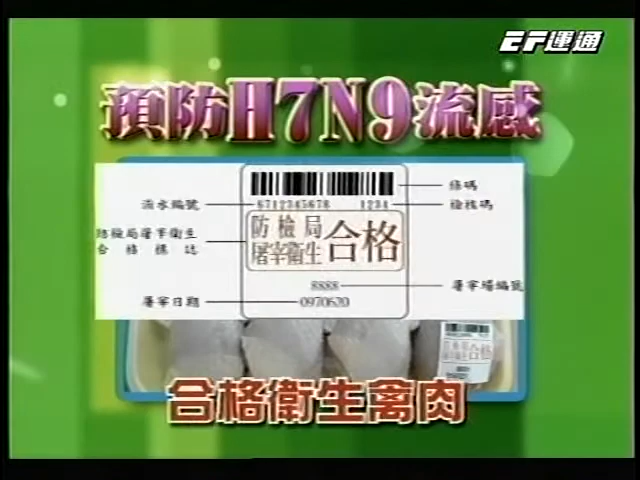 EF運通
預防H7N9流感
條碼
流水編號
6712345678 1234
檢核碼
防檢局
屠宰衛生
合格
防檢局屠宰衛生
合格標誌
8888
屠宰場編號
屠宰日期
0970620
合格衛生禽肉